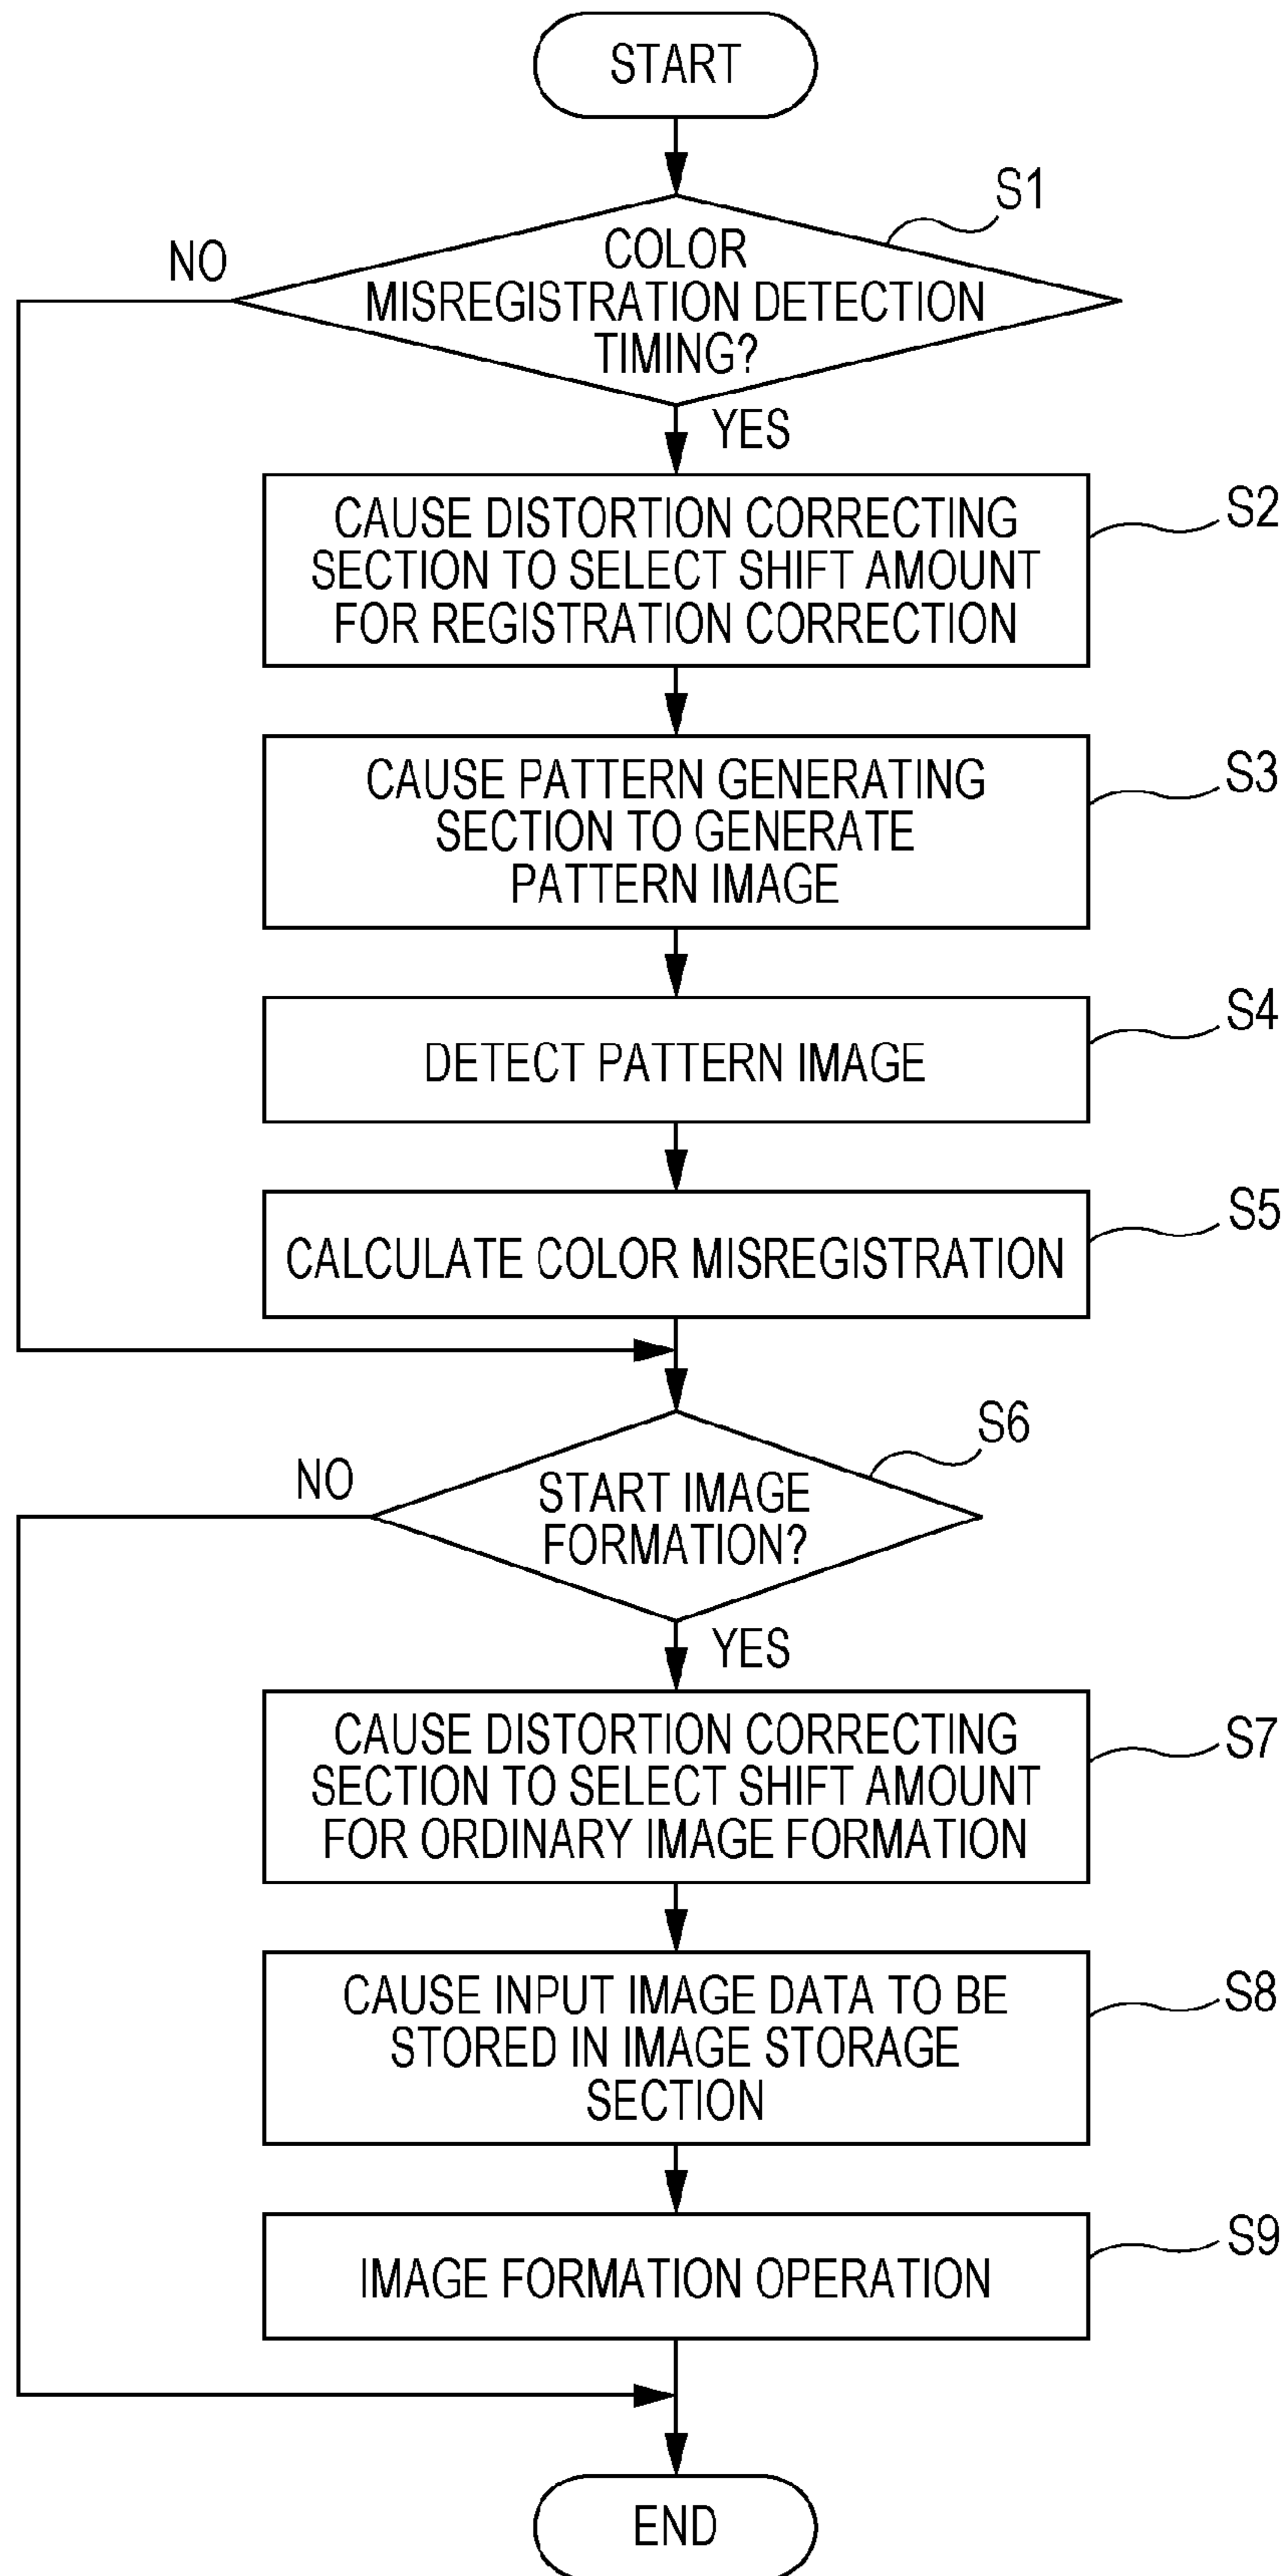 START
S1
NO
COLOR
MISREGISTRATION DETECTION
TIMING?
YES
CAUSE DISTORTION CORRECTING
SECTION TO SELECT SHIFT AMOUNT
FOR REGISTRATION CORRECTION
S2
CAUSE PATTERN GENERATING
SECTION TO GENERATE
PATTERN IMAGE
S3
DETECT PATTERN IMAGE
S4
CALCULATE COLOR MISREGISTRATION
S5
S6
NO
START IMAGE
FORMATION?
YES
CAUSE DISTORTION CORRECTING
SECTION TO SELECT SHIFT AMOUNT
FOR ORDINARY IMAGE FORMATION
S7
CAUSE INPUT IMAGE DATA TO BE
STORED IN IMAGE STORAGE
SECTION
S8
IMAGE FORMATION OPERATION
S9
END